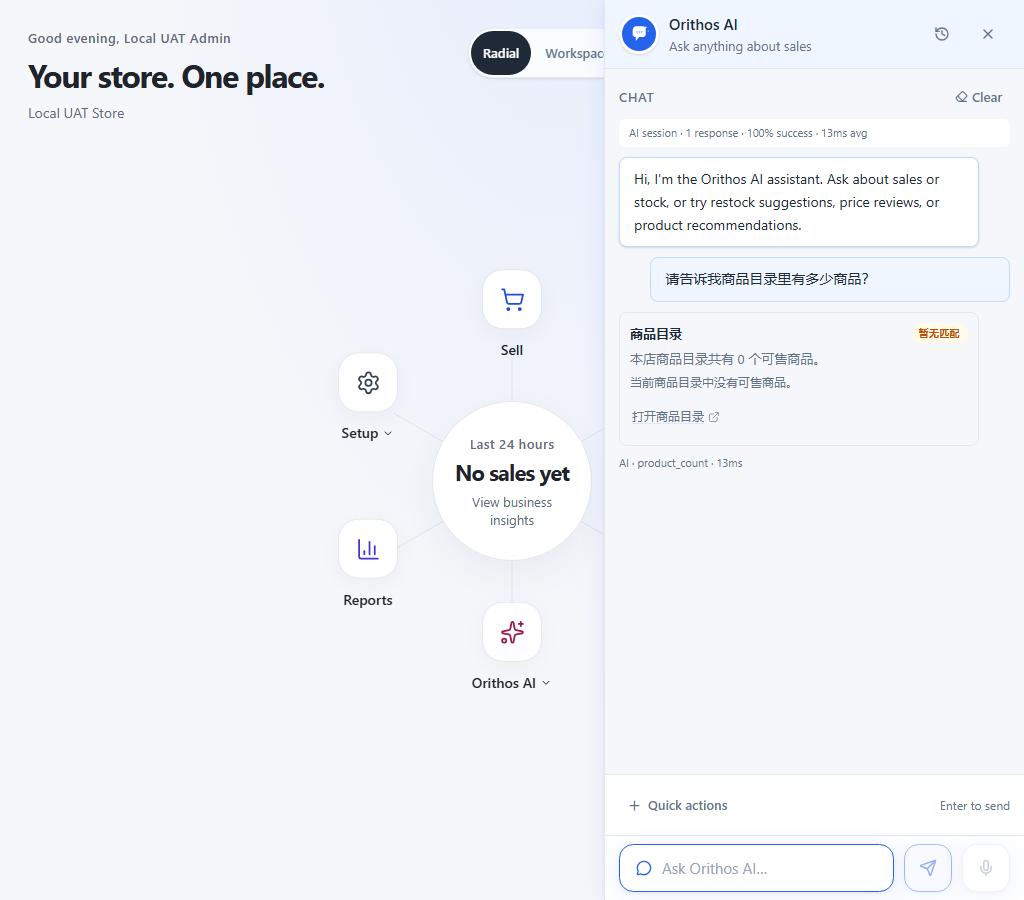 Good evening, Local UAT Admin
Your store. One place.
Local UAT Store
Radial
Workspac
Sell
Setup
Last 24 hours
No sales yet
View business
insights
Reports
Orithos AI
Orithos AI
Ask anything about sales
CHAT
Clear
AI session · 1 response · 100% success · 13ms avg
Hi, I'm the Orithos AI assistant. Ask about sales or
stock, or try restock suggestions, price reviews, or
product recommendations.
请告诉我商品目录里有多少商品?
商品目录
暂无匹配
本店商品目录共有 0 个可售商品。
当前商品目录中没有可售商品。
打开商品目录
AI · product_count · 13ms
Quick actions
Enter to send
Ask Orithos AI...